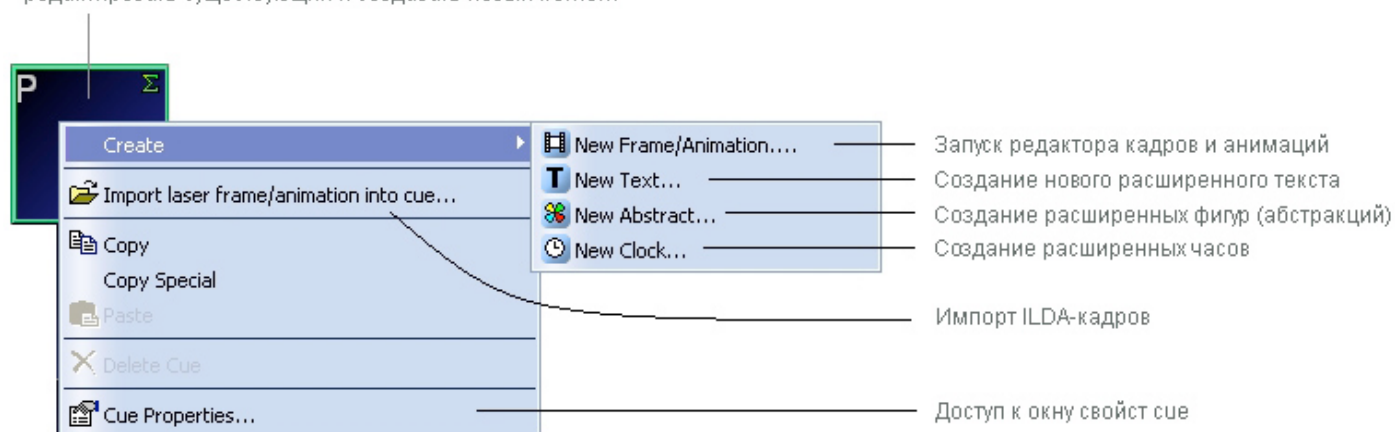 P Σ
Create
Import laser frame/animation into cue...
Copy
Copy Special
Paste
Delete Cue
Cue Properties...
New Frame/Animation....
New Text...
New Abstract...
New Clock...
Запуск редактора кадров и анимаций
Создание нового расширенного текста
Создание расширенных фигур (абстракций)
Создание расширенных часов
Импорт ILDA-кадров
Доступ к окну свойст cue